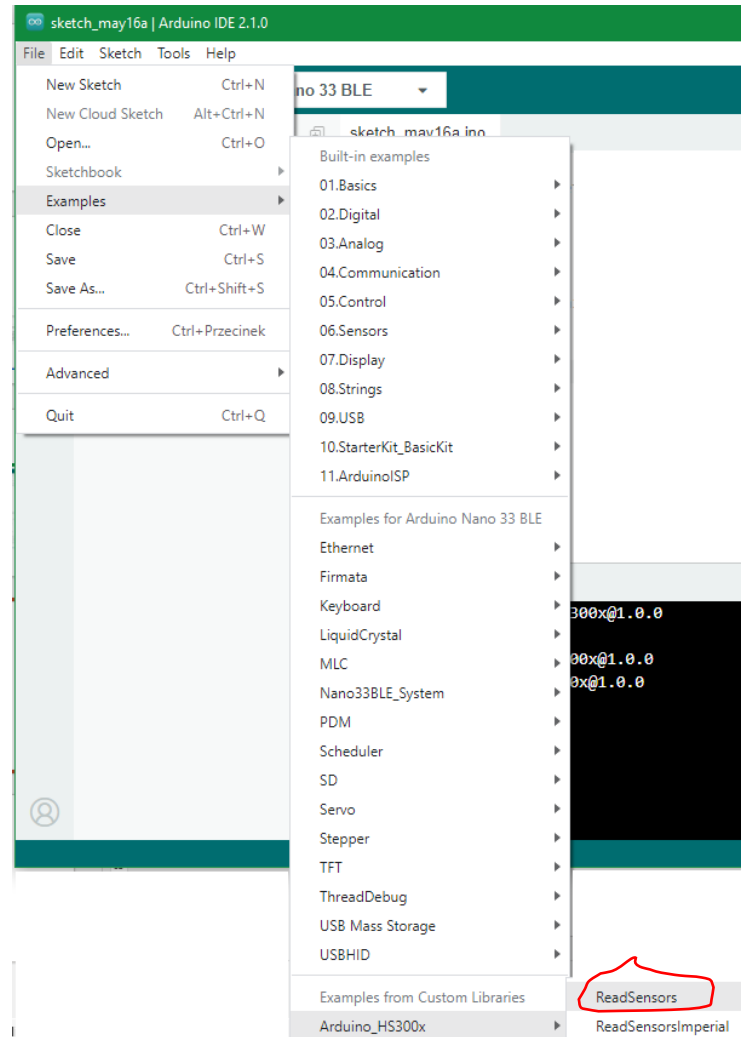 sketch_may16a | Arduino IDE 2.1.0
File Edit Sketch Tools Help
New Sketch Ctrl+N
New Cloud Sketch Alt+Ctrl+N
Open... Ctrl+O
Sketchbook
Examples
Close Ctrl+W
Save Ctrl+S
Save As... Ctrl+Shift+S
Preferences... Ctrl+Przecinek
Advanced
Quit Ctrl+Q
no 33 BLE
sketch_may16a.ino
Built-in examples
01.Basics
02.Digital
03.Analog
04.Communication
05.Control
06.Sensors
07.Display
08.Strings
09.USB
10.StarterKit_BasicKit
11.ArduinoISP
Examples for Arduino Nano 33 BLE
Ethernet
Firmata
Keyboard
LiquidCrystal
MLC
Nano33BLE_System
PDM
Scheduler
SD
Servo
Stepper
TFT
ThreadDebug
USB Mass Storage
USBHID
Examples from Custom Libraries
Arduino_HS300x
ReadSensors
ReadSensorsImperial
300x@1.0.0
00x@1.0.0
0x@1.0.0